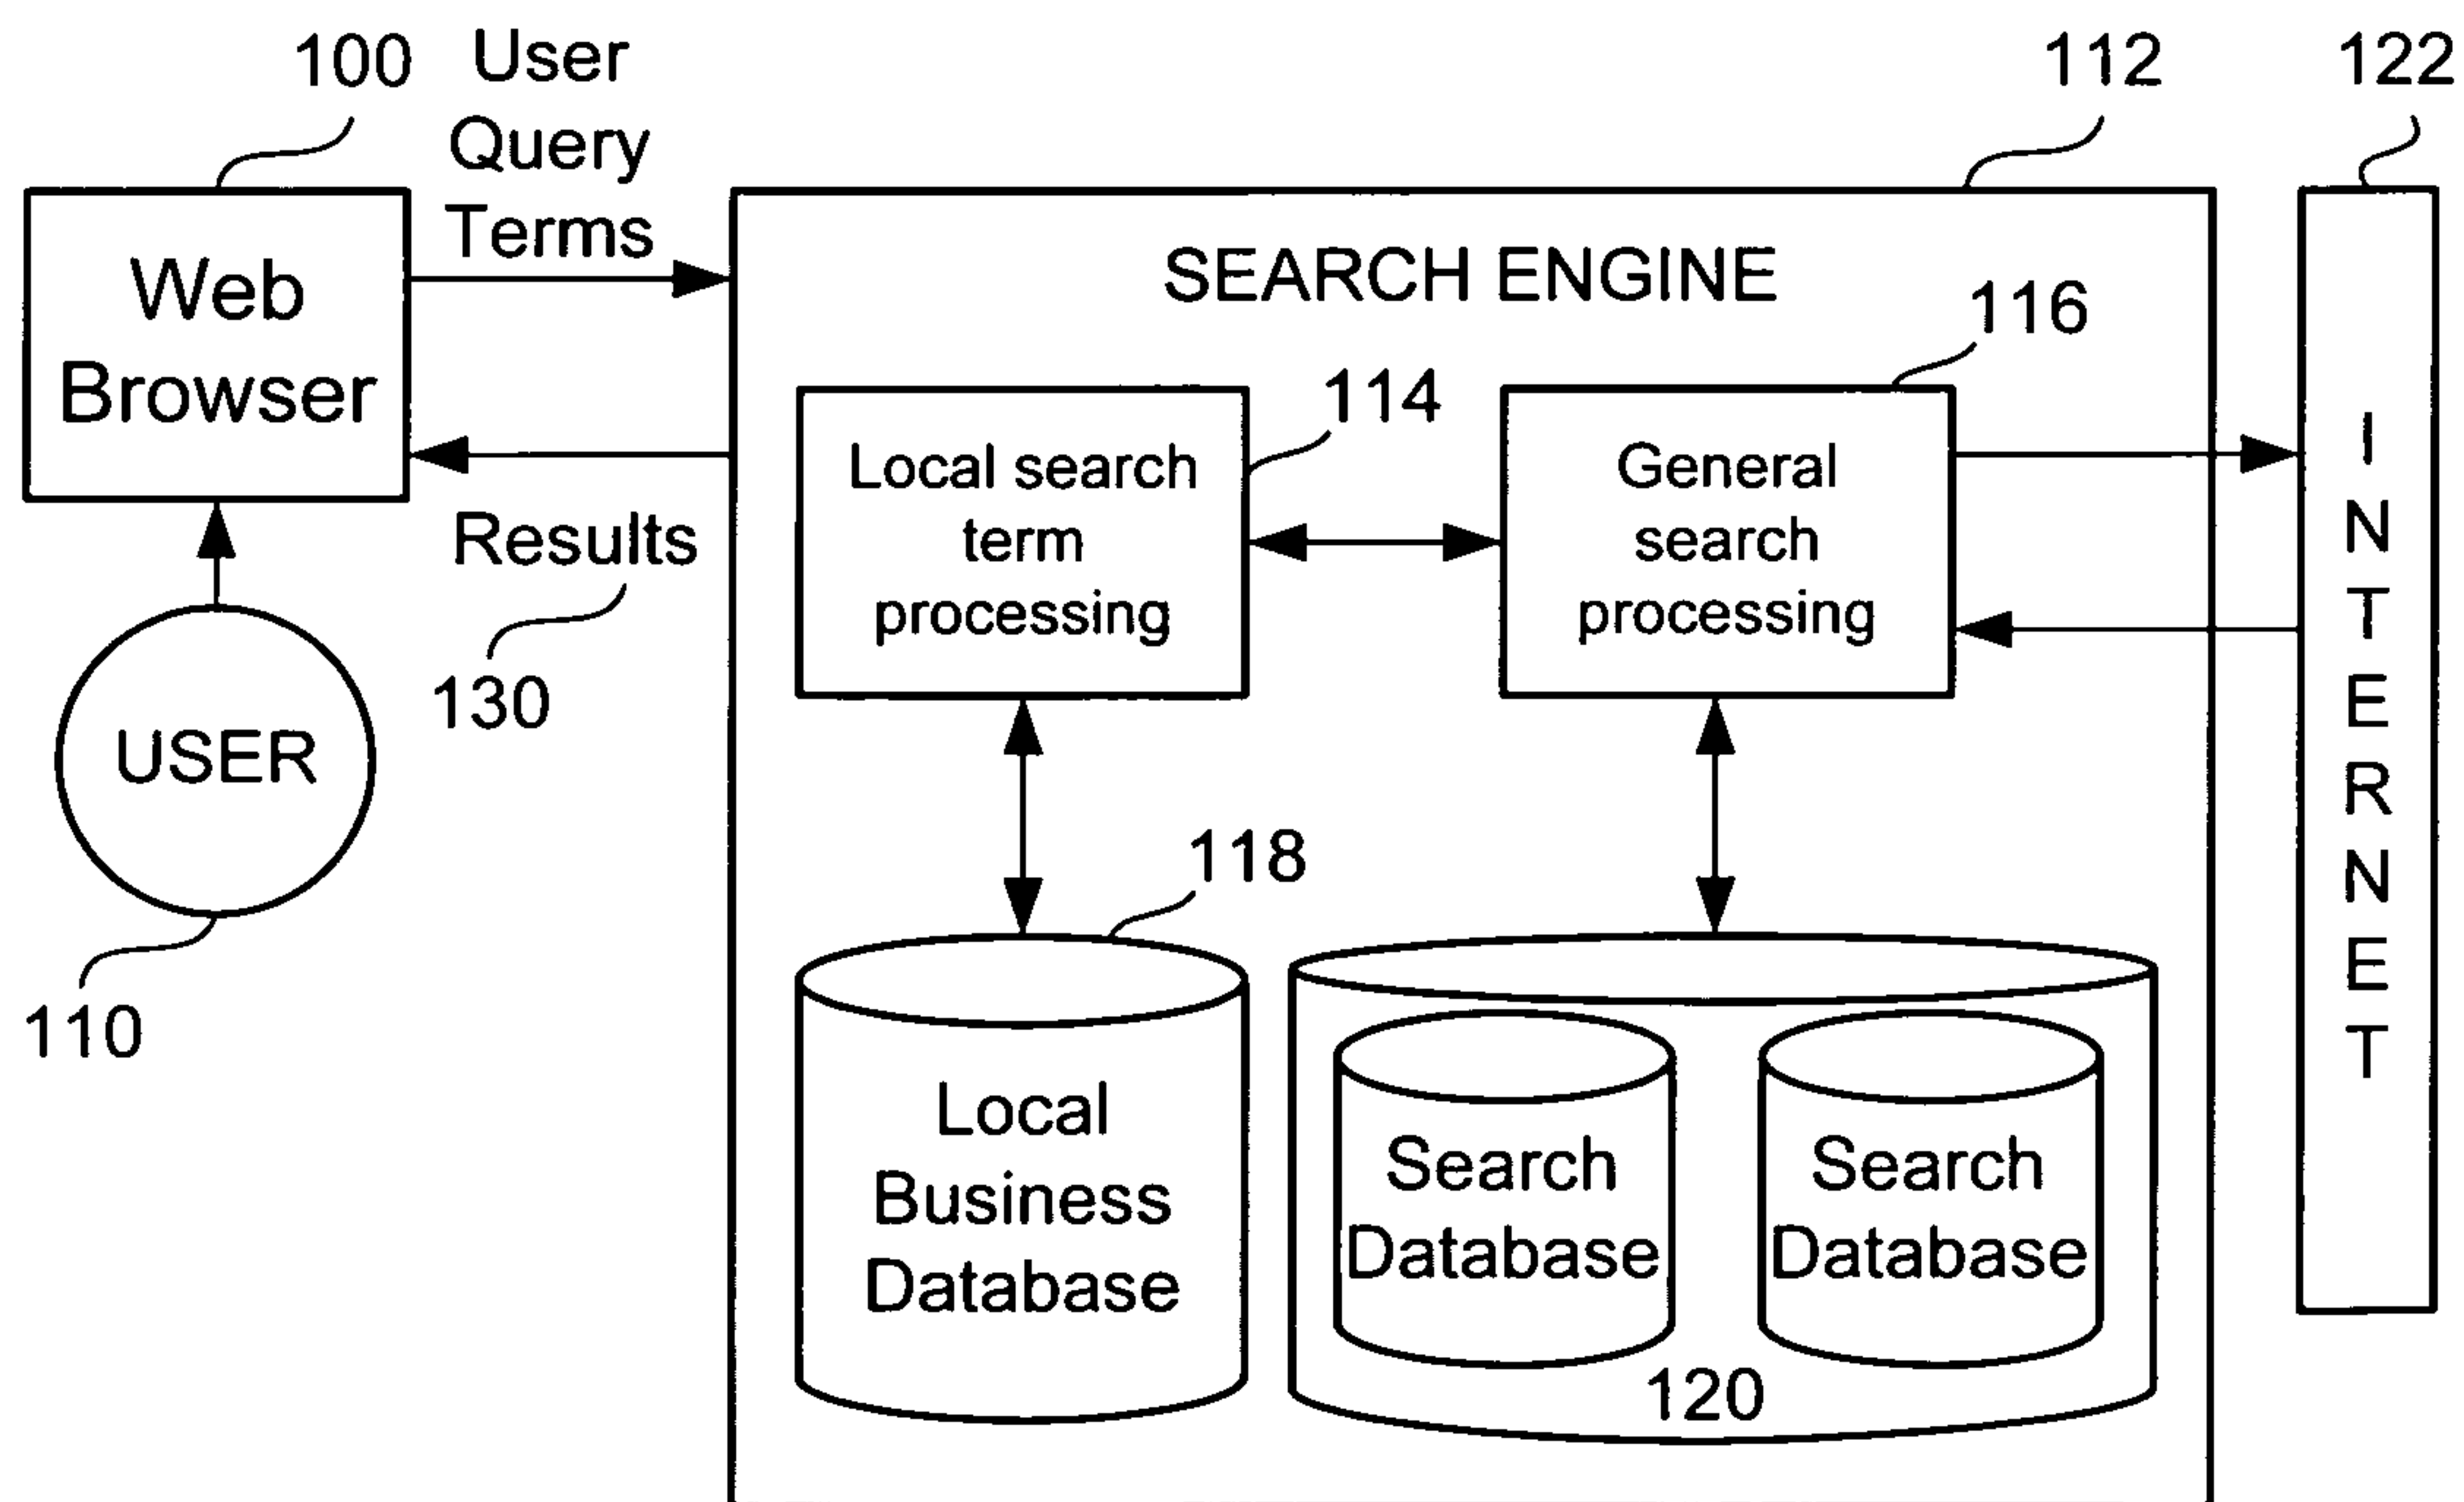 100
User
Query
Terms
112
122
Web
Browser
SEARCH ENGINE
116
114
Local search
term
processing
General
search
processing
Results
130
USER
110
118
Local
Business
Database
Search
Database
Search
Database
120
I
N
T
E
R
N
E
T